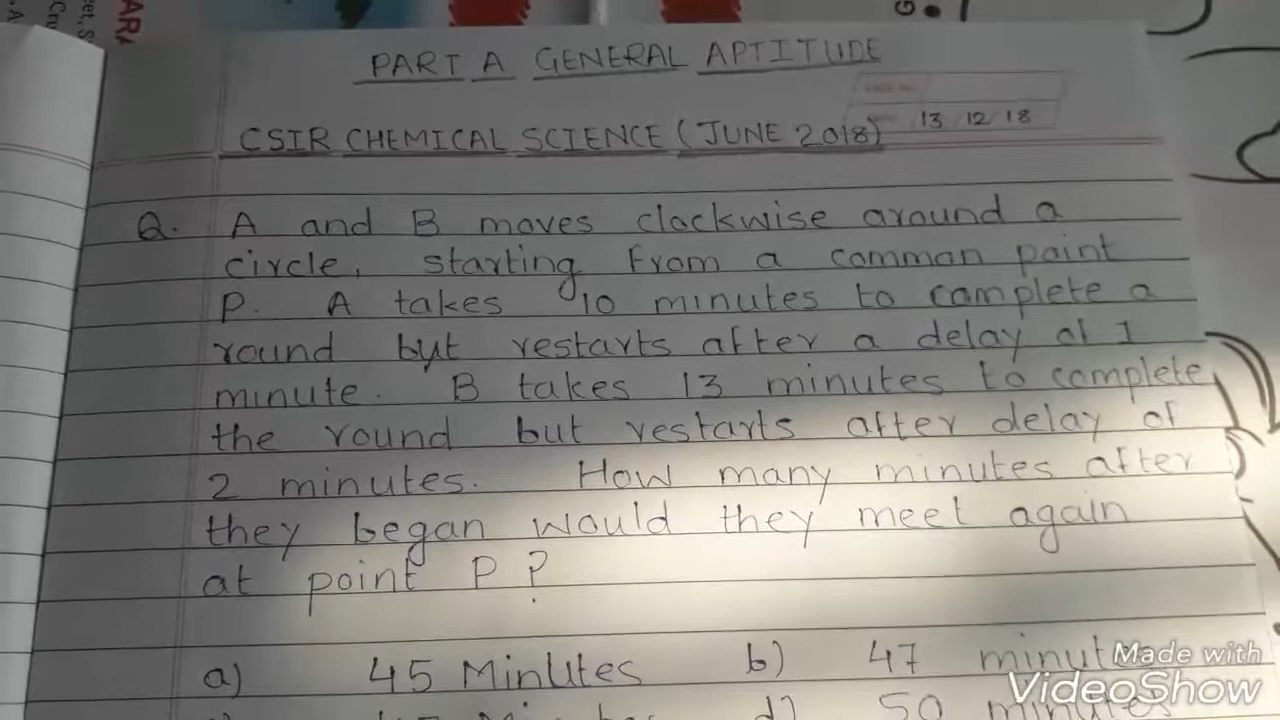 PART A GENERAL APTITUDE
CSIR CHEMICAL SCIENCE (JUNE 2018)
13/12/18
Q. A and B moves clockwise around a
circle, starting from a common point
P. A takes 10 minutes to complete a
round but restarts after a delay of 1
minute. B takes 13 minutes to complete
the round but restarts after delay of
2 minutes. How many minutes after
they began would they meet again
at point P?
a) 45 Minutes b) 47
d) 50 minutes
Made with
VideoShow